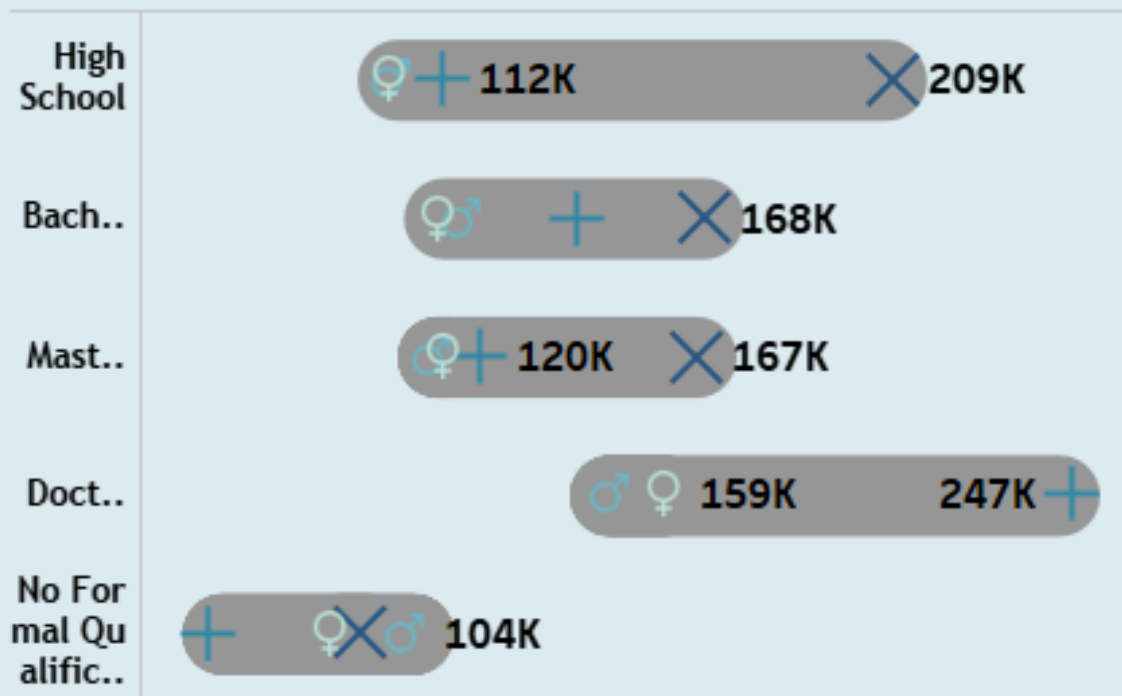 High
School
112K
209K
Bach..
168K
Mast..
120K
167K
Doct..
159K
247K
No For
mal Qu
alific..
104K